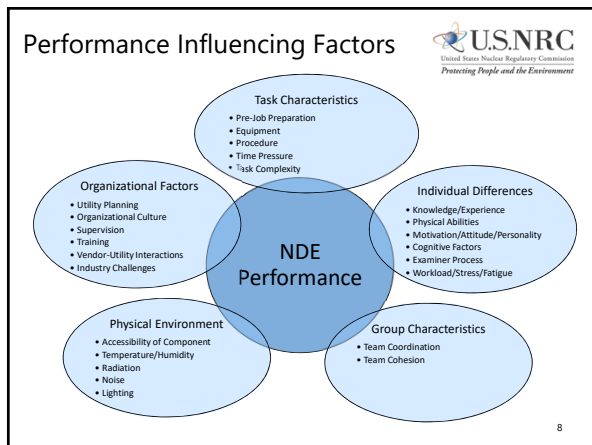 Performance Influencing Factors
U.S.NRC
United States Nuclear Regulatory Commission
Protecting People and the Environment
Task Characteristics
• Pre-Job Preparation
• Equipment
• Procedure
• Time Pressure
• Task Complexity
Organizational Factors
• Utility Planning
• Organizational Culture
• Supervision
• Training
• Vendor-Utility Interactions
• Industry Challenges
Individual Differences
• Knowledge/Experience
• Physical Abilities
• Motivation/Attitude/Personality
• Cognitive Factors
• Examiner Process
• Workload/Stress/Fatigue
NDE
Performance
Physical Environment
• Accessibility of Component
• Temperature/Humidity
• Radiation
• Noise
• Lighting
Group Characteristics
• Team Coordination
• Team Cohesion
8